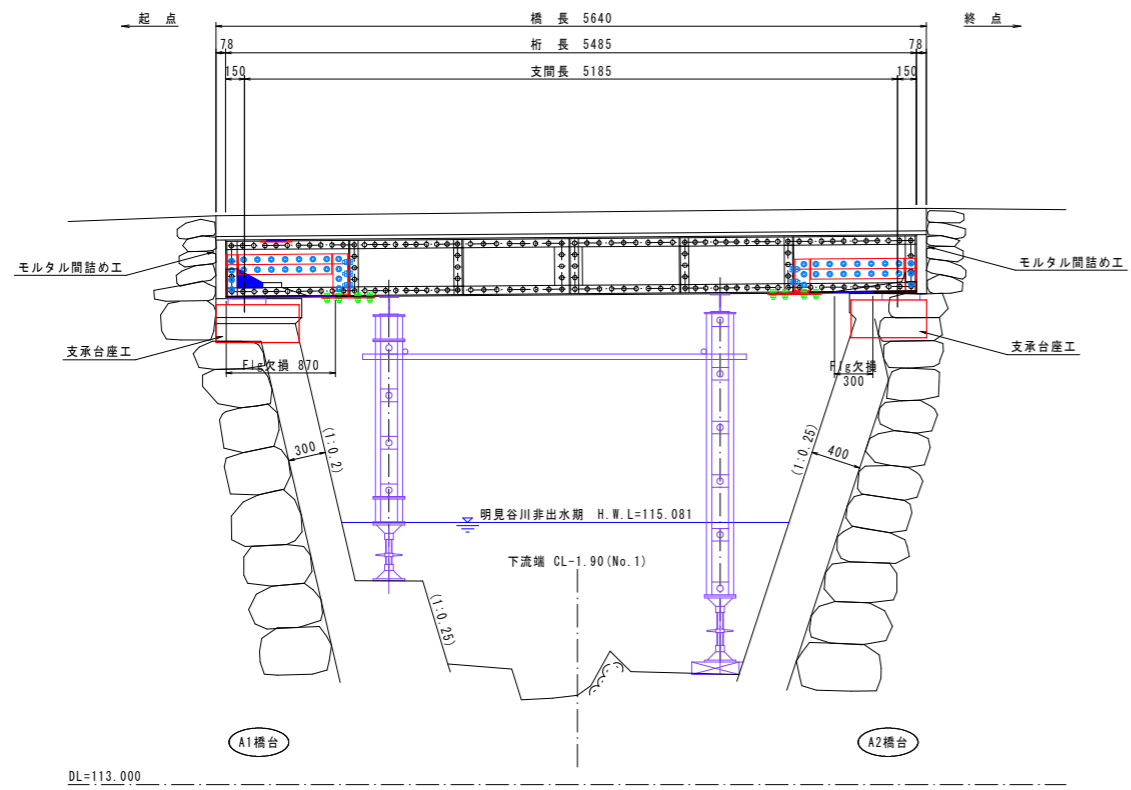 起 点
橋 長 5640
終 点
78
桁 長 5485
78
150
支間長 5185
150
モルタル間詰め工
モルタル間詰め工
支承台座工
支承台座工
Flg欠損 870
Flg欠損
300
300
(1:0.2)
(1:0.25)
400
明見谷川非出水期 H.W.L=115.081
下流端 CL-1.90(No.1)
(1:0.25)
A1橋台
A2橋台
DL=113.000